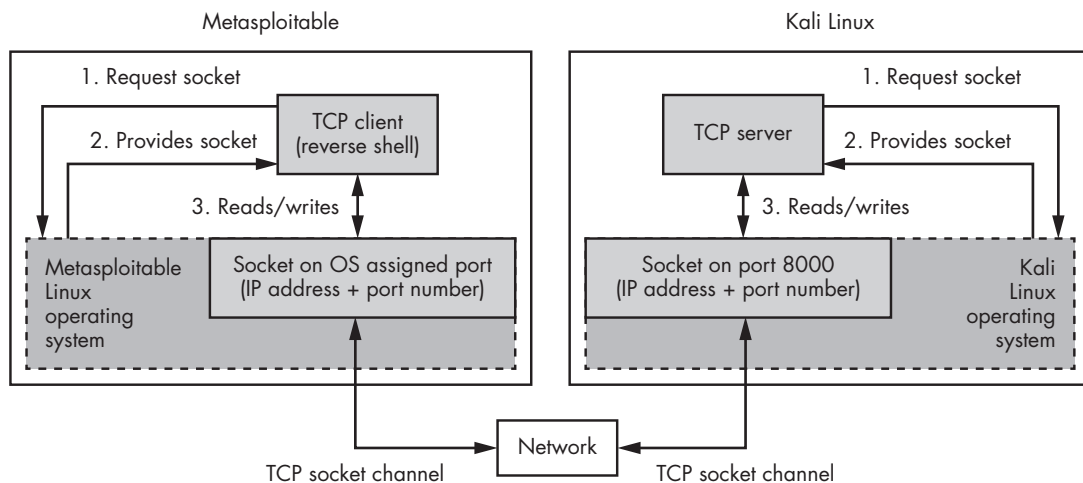 Metasploitable
1. Request socket
TCP client
(reverse shell)
2. Provides socket
3. Reads/writes
Metasploitable
Linux
operating
system
Socket on OS assigned port
(IP address + port number)
Kali Linux
1. Request socket
TCP server
2. Provides socket
3. Reads/writes
Socket on port 8000
(IP address + port number)
Kali
Linux
operating
system
Network
TCP socket channel
TCP socket channel